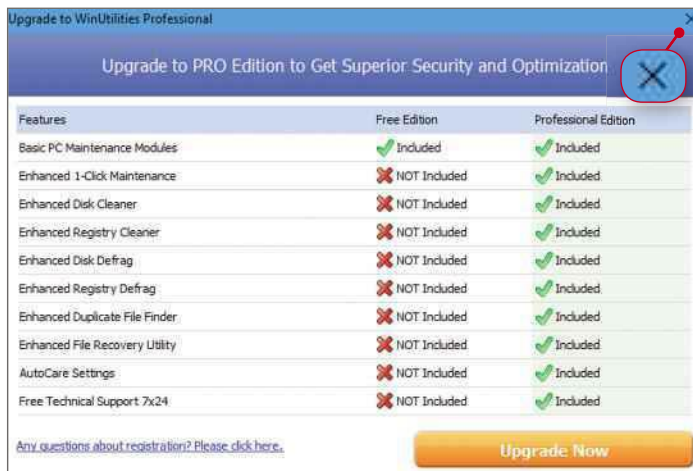 Upgrade to WinUtilities Professional
Upgrade to PRO Edition to Get Superior Security and Optimization
Features Free Edition Professional Edition
Basic PC Maintenance Modules Included Included
Enhanced 1-Click Maintenance NOT Included Included
Enhanced Disk Cleaner NOT Included Included
Enhanced Registry Cleaner NOT Included Included
Enhanced Disk Defrag NOT Included Included
Enhanced Registry Defrag NOT Included Included
Enhanced Duplicate File Finder NOT Included Included
Enhanced File Recovery Utility NOT Included Included
AutoCare Settings NOT Included Included
Free Technical Support 7x24 NOT Included Included
Any questions about registration? Please click here. Upgrade Now